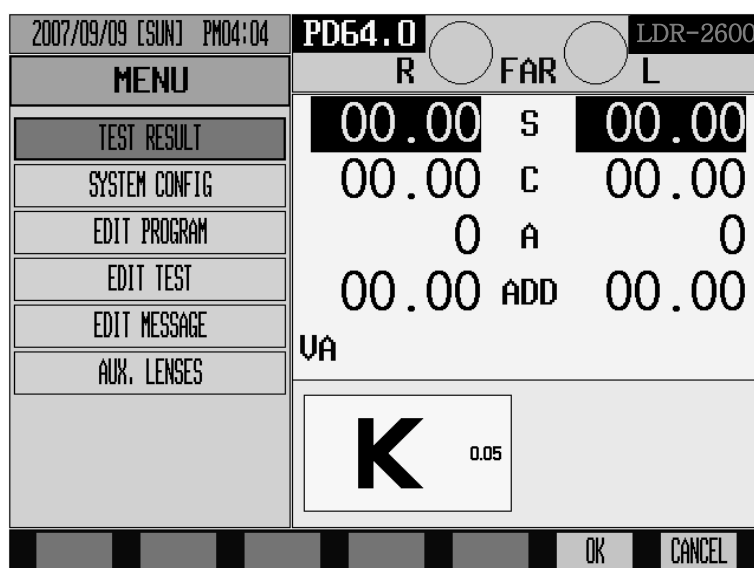 2007/09/09 [SUN] PM04:04
PD64.0
LDR-2600
MENU
R FAR L
TEST RESULT
SYSTEM CONFIG
EDIT PROGRAM
EDIT TEST
EDIT MESSAGE
AUX. LENSES
00.00 S 00.00
00.00 C 00.00
0 A 0
00.00 ADD 00.00
VA
K 0.05
OK CANCEL